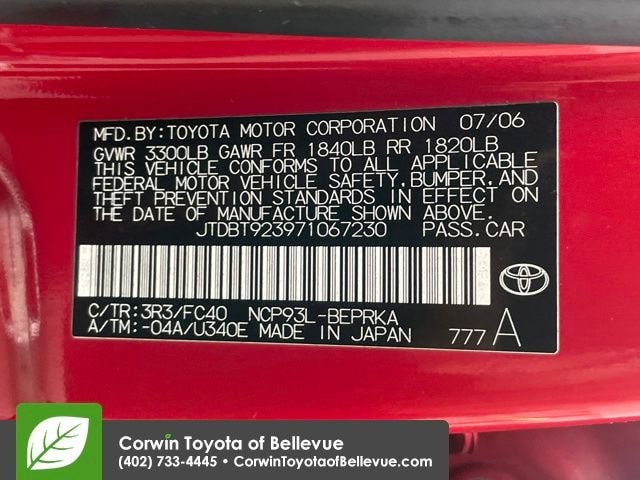 MFD. BY: TOYOTA MOTOR CORPORATION 07/06
GVWR 3300LB GAWR FR 1840LB RR 1820LB
THIS VEHICLE CONFORMS TO ALL APPLICABLE
FEDERAL MOTOR VEHICLE SAFETY, BUMPER, AND
THEFT PREVENTION STANDARDS IN EFFECT ON
THE DATE OF MANUFACTURE SHOWN ABOVE.
JTDBT923971067230 PASS. CAR
C/TR: 3R3/FC40 NCP93L-BEPRKA
A/TM: -04A/U340E MADE IN JAPAN 777 A
Corwin Toyota of Bellevue
(402) 733-4445 • CorwinToyotaofBellevue.com